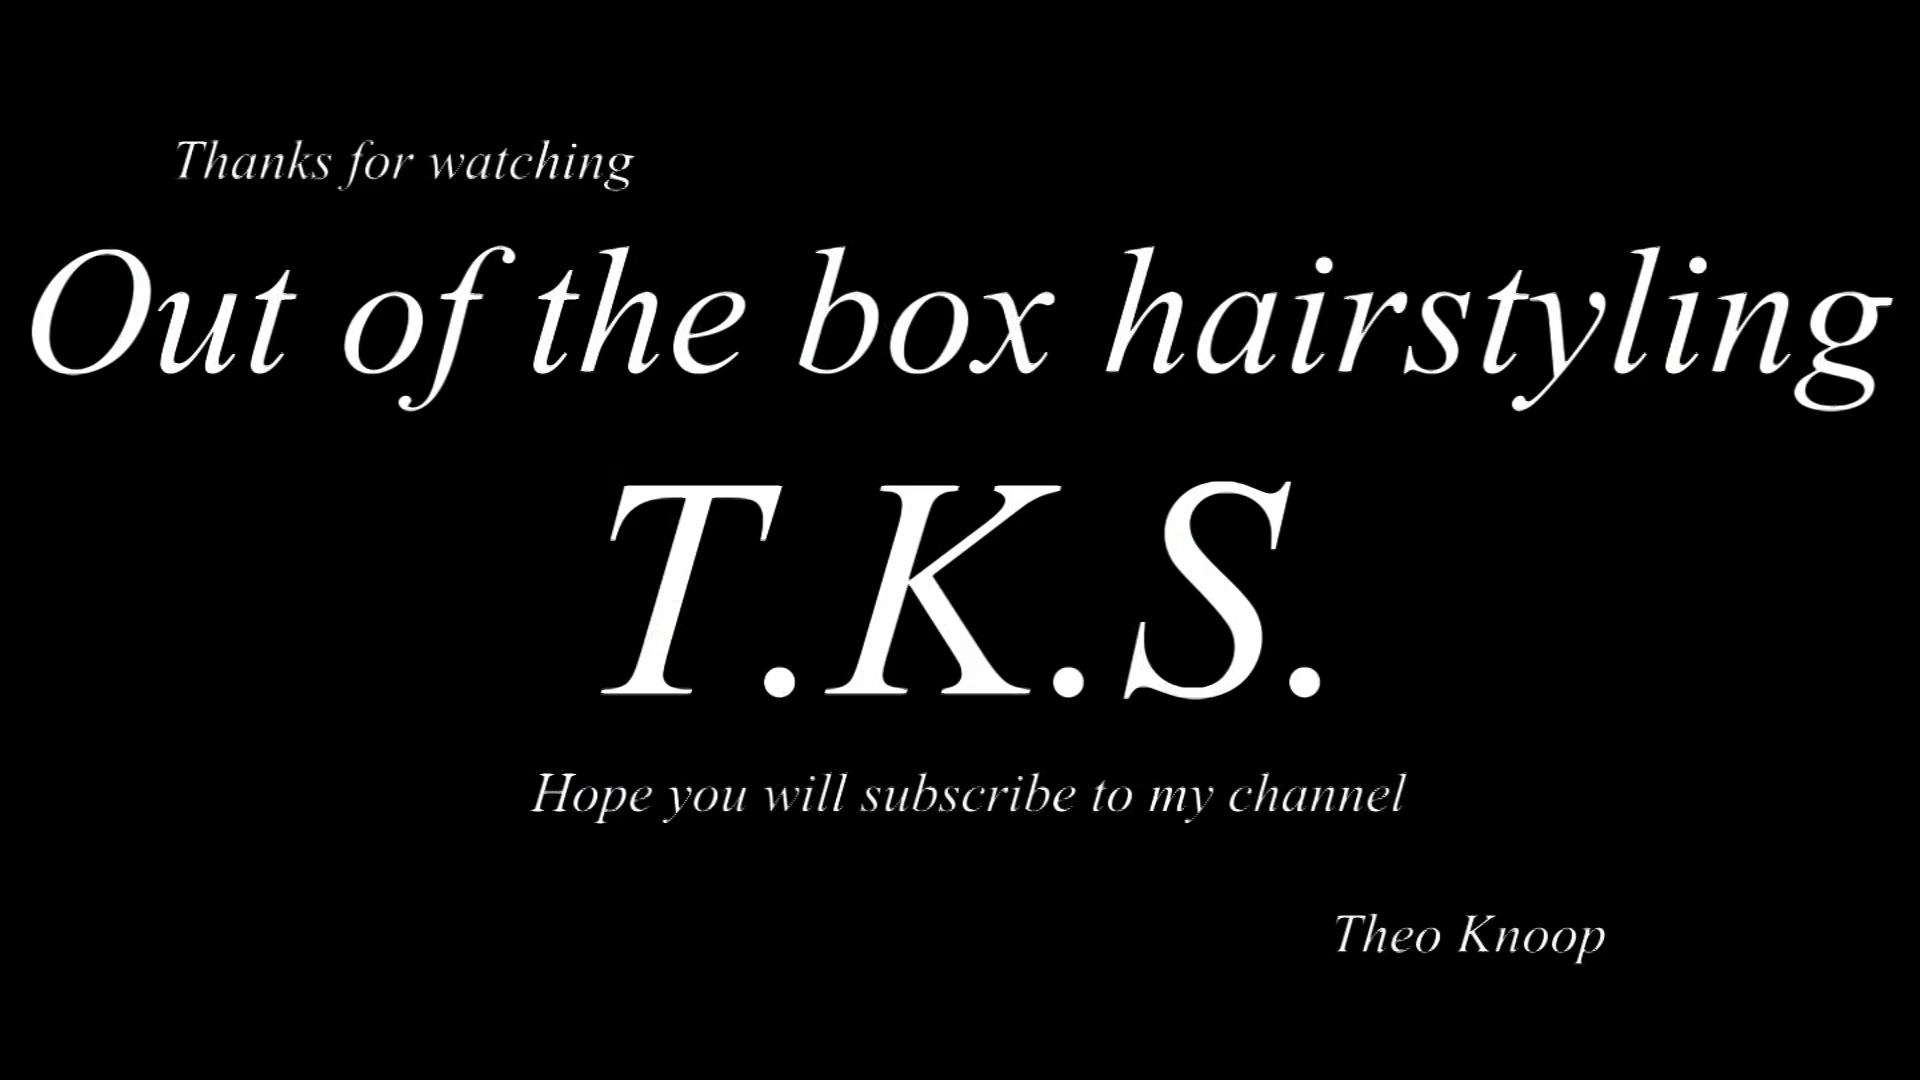 Thanks for watching
Out of the box hairstyling
T.K.S.
Hope you will subscribe to my channel
Theo Knoop